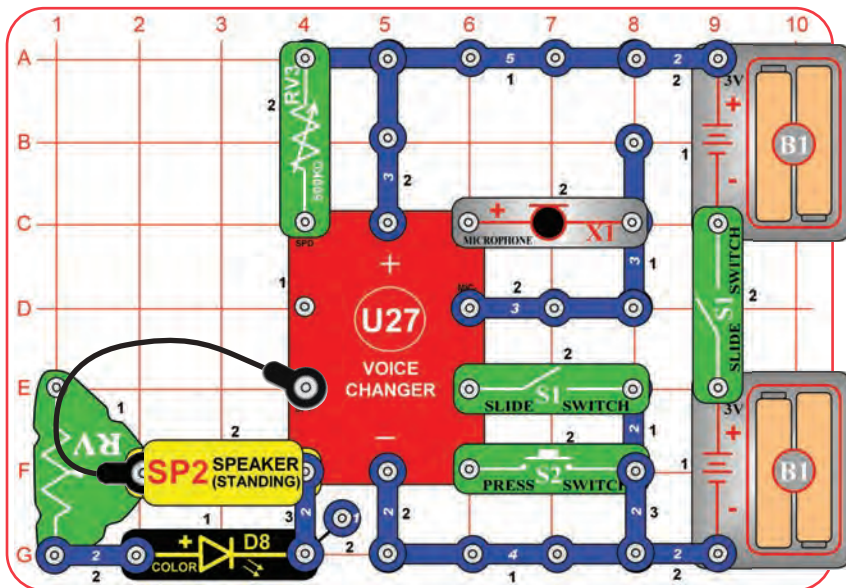 1 2 3 4 5 6 7 8 9 10
A
5 2
1 2
3V
RV3
2
500KΩ
+
B
3
2
1
B1
-
C
SPD
+
2
MICROPHONE
X1
3
1
SLIDE SWITCH
S1
2
D
1
+
MIC
2
3
U27
VOICE
CHANGER
E
1
RV
2
S1
SLIDE SWITCH
2
1
3V
+
F
2
SP2 SPEAKER
(STANDING)
−
2
S2
PRESS SWITCH
1
B1
-
1
+
D8
COLOR
3
2
1
2
2
2
3
G
2
2
4
1
2
2